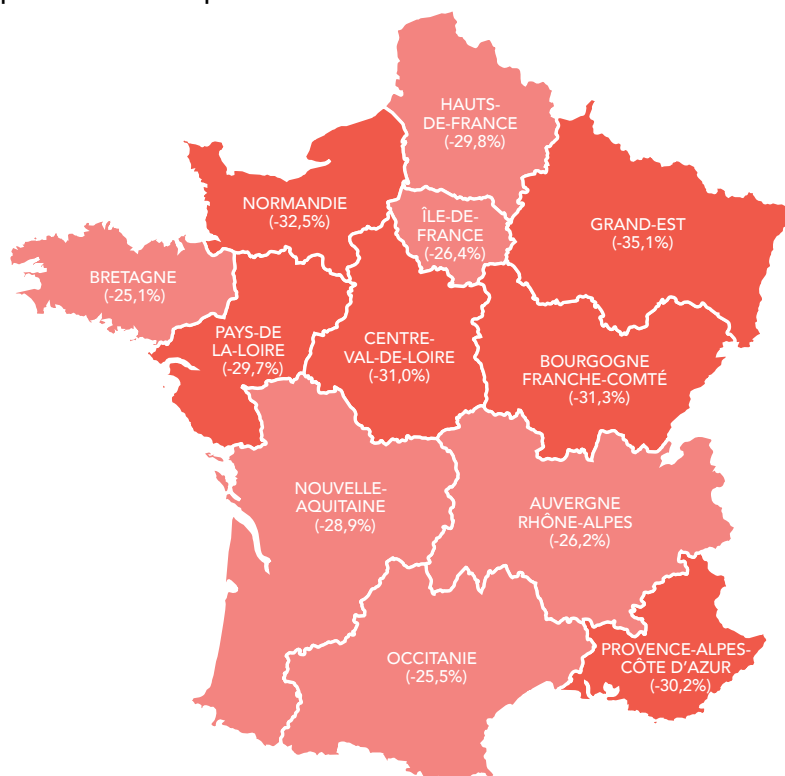 HAUTS-
DE-FRANCE
(-29,8%)
NORMANDIE
(-32,5%)
ÎLE-DE-
FRANCE
(-26,4%)
GRAND-EST
(-35,1%)
BRETAGNE
(-25,1%)
PAYS-DE
LA-LOIRE
(-29,7%)
CENTRE-
VAL-DE-LOIRE
(-31,0%)
BOURGOGNE
FRANCHE-COMTÉ
(-31,3%)
NOUVELLE-
AQUITAINE
(-28,9%)
AUVERGNE
RHÔNE-ALPES
(-26,2%)
OCCITANIE
(-25,5%)
PROVENCE-ALPES-
CÔTE D’AZUR
(-30,2%)